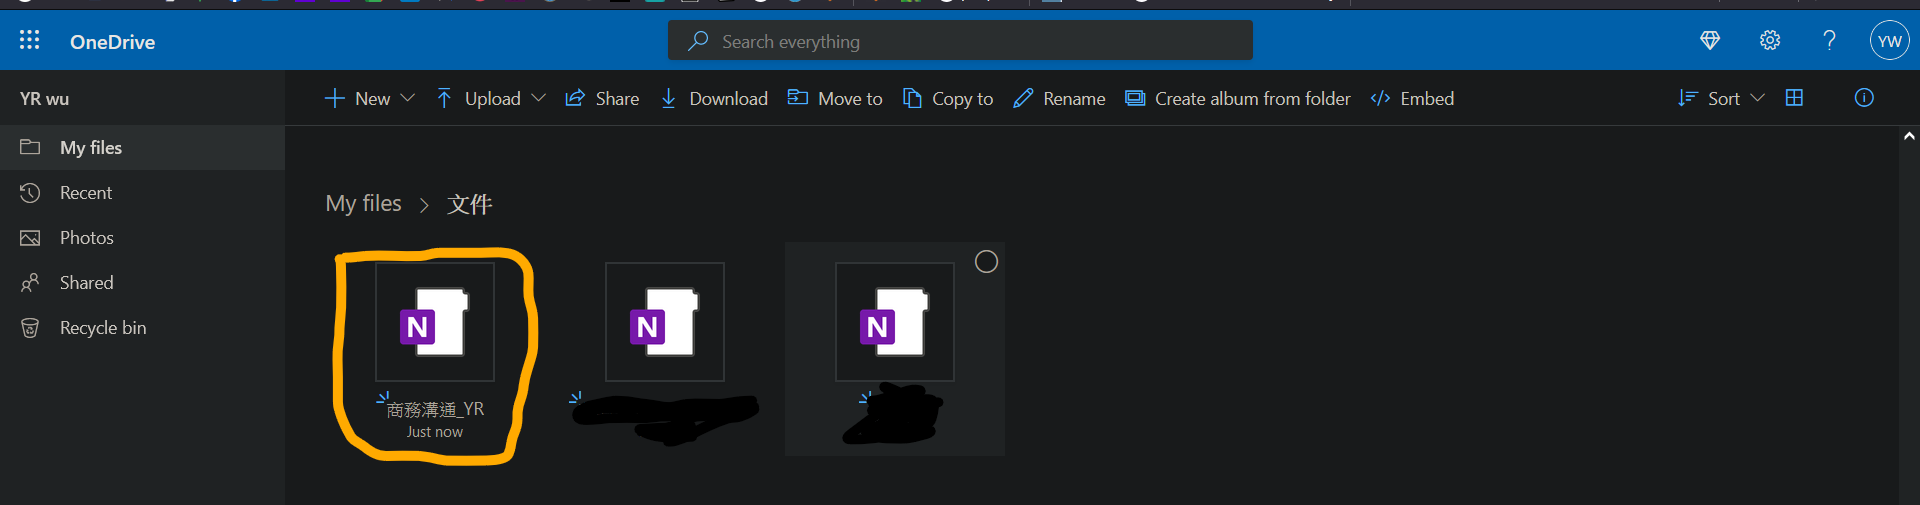 OneDrive
Search everything
YW
YR wu
New
Upload
Share
Download
Move to
Copy to
Rename
Create album from folder
Embed
Sort
My files
Recent
Photos
Shared
Recycle bin
My files > 文件
N
N
N
商務溝通_YR
Just now